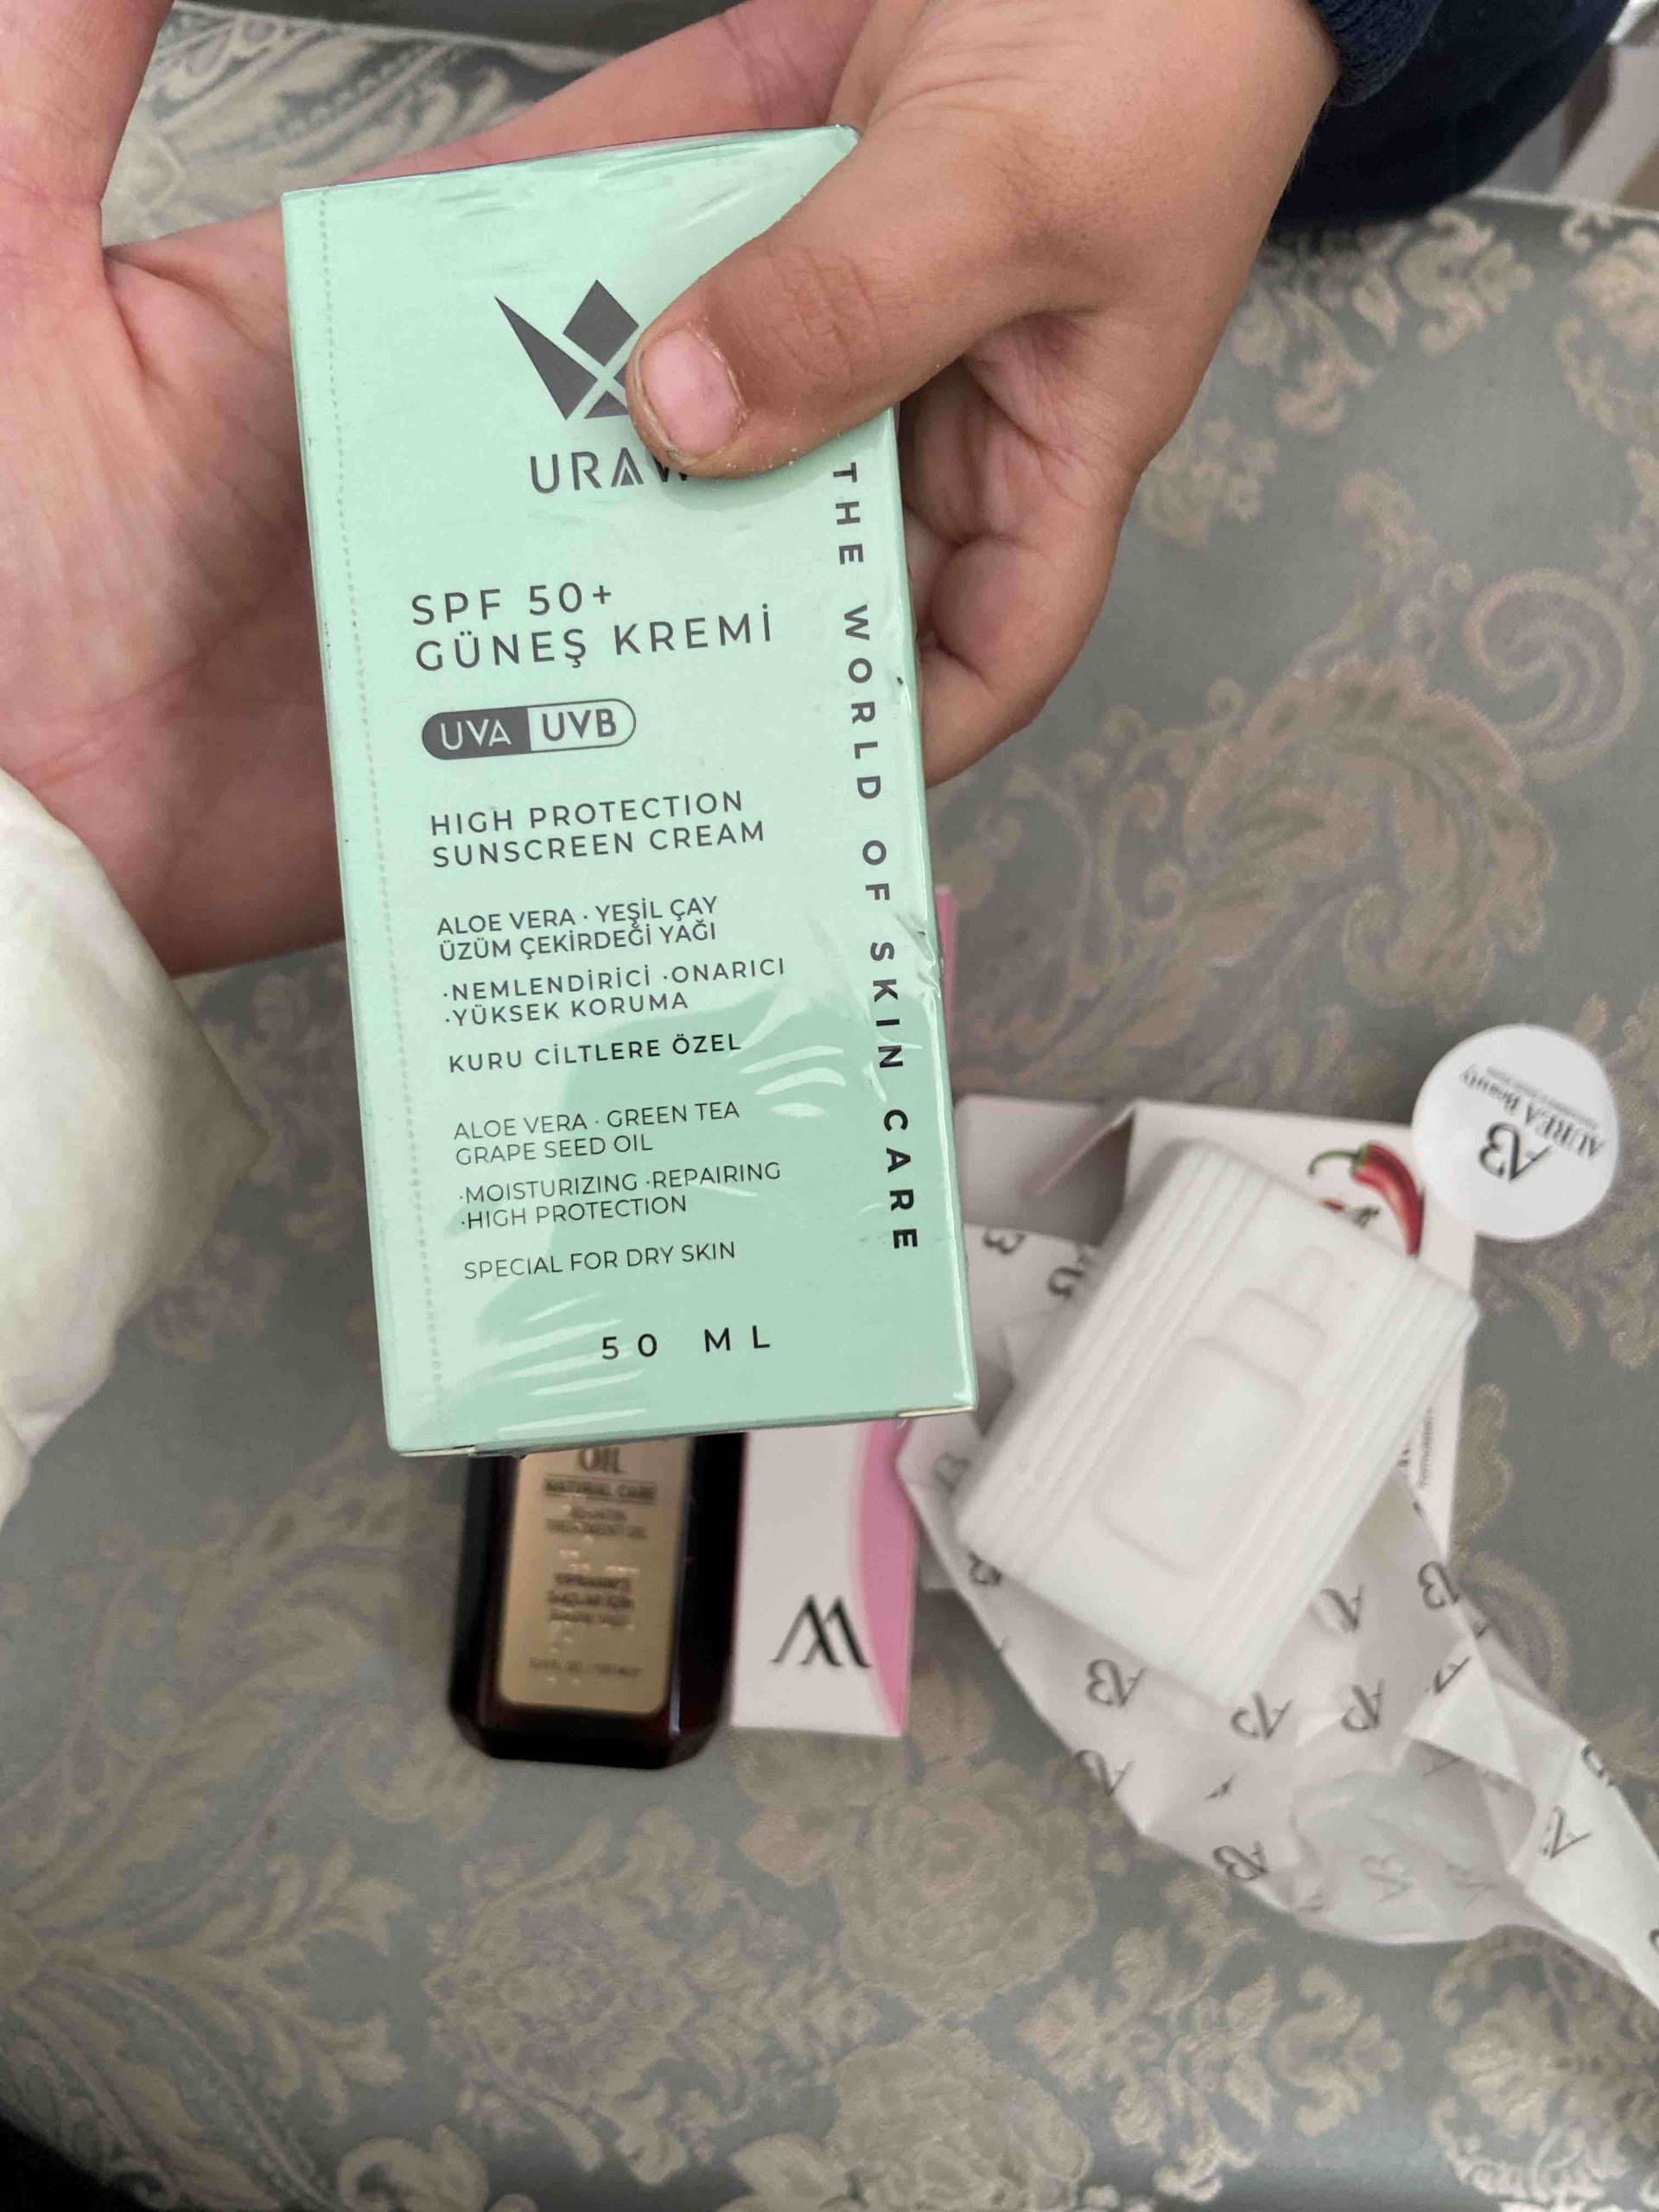 URAW
SPF 50+
GÜNEŞ KREMİ
UVA UVB
HIGH PROTECTION
SUNSCREEN CREAM
ALOE VERA · YEŞİL ÇAY
ÜZÜM ÇEKİRDEĞİ YAĞI
·NEMLENDİRİCİ ·ONARICI
·YÜKSEK KORUMA
KURU CİLTLERE ÖZEL
ALOE VERA · GREEN TEA
GRAPE SEED OIL
·MOISTURIZING ·REPAIRING
·HIGH PROTECTION
SPECIAL FOR DRY SKIN
50 ML
THE WORLD OF SKIN CARE
OIL
NATURAL CARE
AB
AUREA Beauty